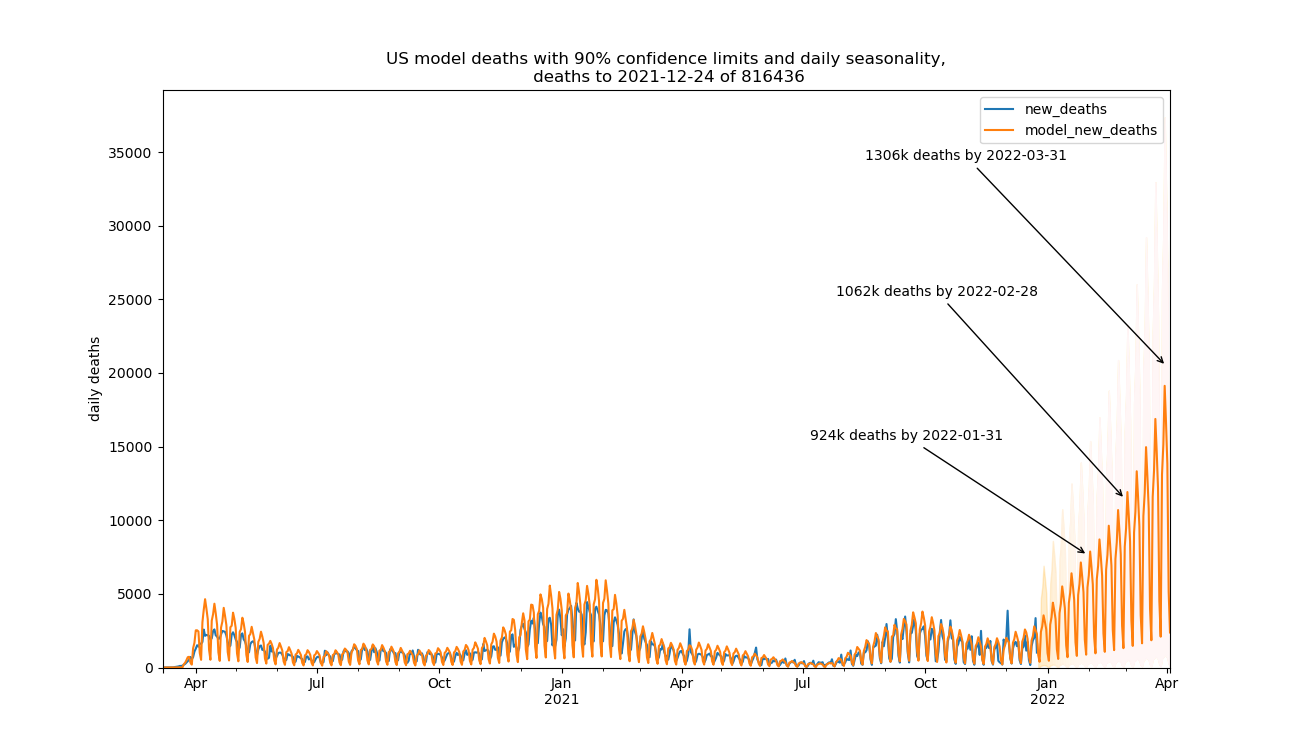 US model deaths with 90% confidence limits and daily seasonality,
deaths to 2021-12-24 of 816436
new_deaths
model_new_deaths
1306k deaths by 2022-03-31
1062k deaths by 2022-02-28
924k deaths by 2022-01-31
daily deaths
35000
30000
25000
20000
15000
10000
5000
0
Apr
Jul
Oct
Jan
2021
Apr
Jul
Oct
Jan
2022
Apr